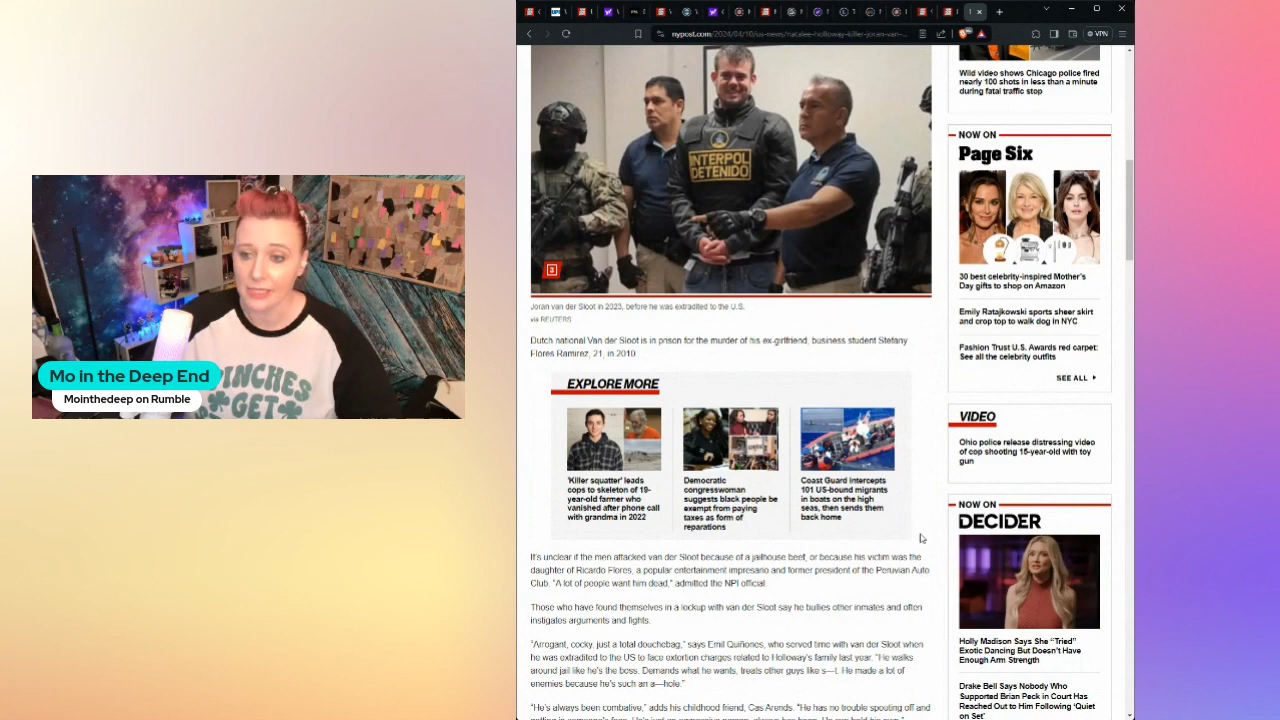 nypost.com/2024/04/10/us-news/natalee-holloway-killer-joran-van-...
VPN
INTERPOL
DETENIDO
Joran van der Sloot in 2023, before he was extradited to the U.S.
via REUTERS
Dutch national Van der Sloot is in prison for the murder of his ex-girlfriend, business student Stefany
Flores Ramirez, 21, in 2010.
EXPLORE MORE
'Killer squatter' leads
cops to skeleton of 19-
year-old farmer who
vanished after phone call
with grandma in 2022
Democratic
congresswoman
suggests black people be
exempt from paying
taxes as form of
reparations
Coast Guard intercepts
101 US-bound migrants
in boats on the high
seas, then sends them
back home
It's unclear if the men attacked van der Sloot because of a jailhouse beef, or because his victim was the
daughter of Ricardo Flores, a popular entertainment impresario and former president of the Peruvian Auto
Club. "A lot of people want him dead," admitted the NPI official.
Those who have found themselves in a lockup with van der Sloot say he bullies other inmates and often
instigates arguments and fights.
"Arrogant, cocky, just a total douchebag," says Emil Quiñones, who served time with van der Sloot when
he was extradited to the US to face extortion charges related to Holloway's family last year. "He walks
around jail like he's the boss. Demands what he wants, treats other guys like s—t. He made a lot of
enemies because he's such an a—hole."
"He's always been combative," adds his childhood friend, Cas Arends. "He has no trouble spouting off and
Wild video shows Chicago police fired
nearly 100 shots in less than a minute
during fatal traffic stop
NOW ON
Page Six
30 best celebrity-inspired Mother's
Day gifts to shop on Amazon
Emily Ratajkowski sports sheer skirt
and crop top to walk dog in NYC
Fashion Trust U.S. Awards red carpet:
See all the celebrity outfits
SEE ALL
VIDEO
Ohio police release distressing video
of cop shooting 15-year-old with toy
gun
NOW ON
DECIDER
Holly Madison Says She "Tried"
Exotic Dancing But Doesn't Have
Enough Arm Strength
Drake Bell Says Nobody Who
Supported Brian Peck in Court Has
Reached Out to Him Following 'Quiet
on Set'
PINCHES
GET
Mo in the Deep End
Mointhedeep on Rumble